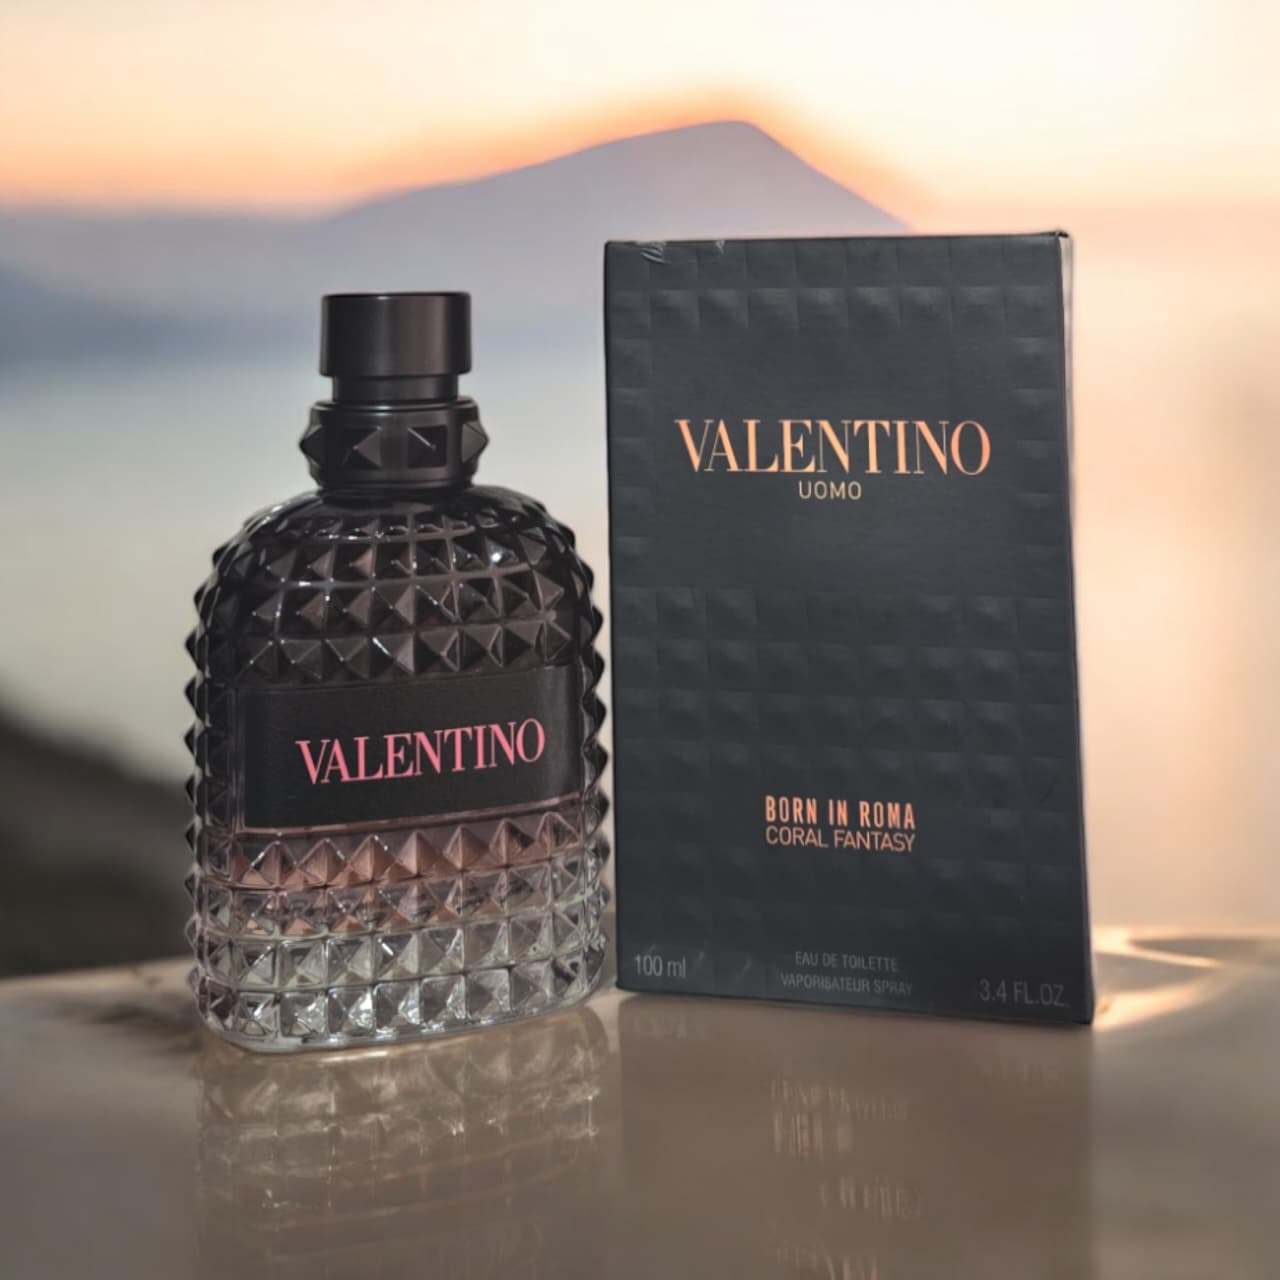 VALENTINO
VALENTINO
UOMO
BORN IN ROMA
CORAL FANTASY
100 ml
EAU DE TOILETTE
VAPORISATEUR SPRAY
3.4 FL.OZ.